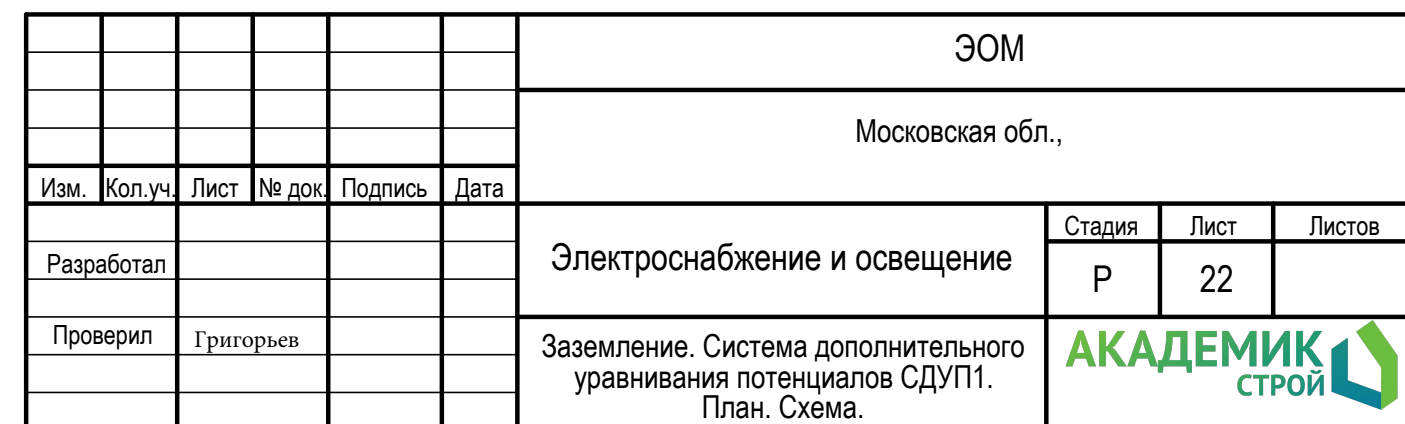 ЭОМ
Московская обл.,
Изм. Кол.уч. Лист № док. Подпись Дата
Стадия Лист Листов
Разработал
Электроснабжение и освещение
Р 22
Проверил Григорьев
Заземление. Система дополнительного
уравнивания потенциалов СДУП1.
План. Схема.
АКАДЕМИК
СТРОЙ